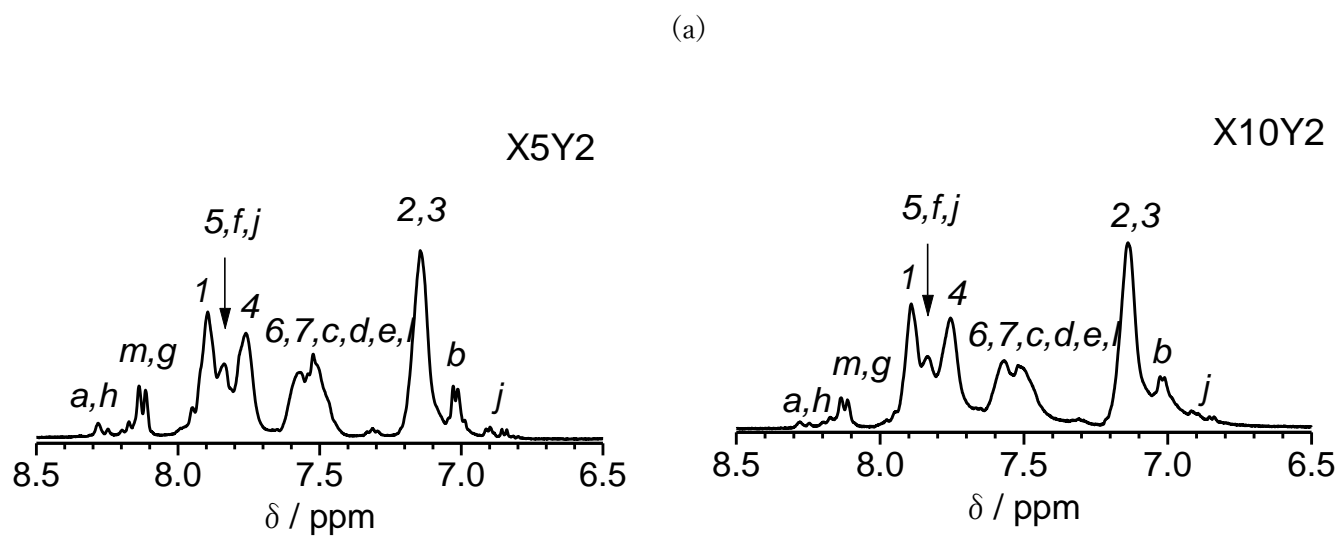 (a)
X5Y2
5,f,j
1
4
2,3
6,7,c,d,e,l
m,g
a,h
b
j
8.5 8.0 7.5 7.0 6.5
δ / ppm
X10Y2
5,f,j
1
4
2,3
6,7,c,d,e,l
m,g
a,h
b
j
8.5 8.0 7.5 7.0 6.5
δ / ppm